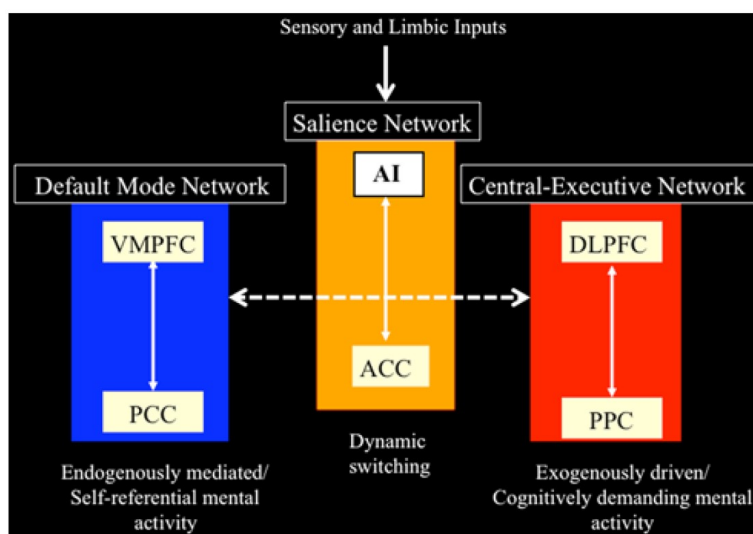 Sensory and Limbic Inputs
Salience Network
AI
Default Mode Network
Central-Executive Network
VMPFC
DLPFC
ACC
PCC
PPC
Dynamic
switching
Endogenously mediated/
Self-referential mental
activity
Exogenously driven/
Cognitively demanding mental
activity